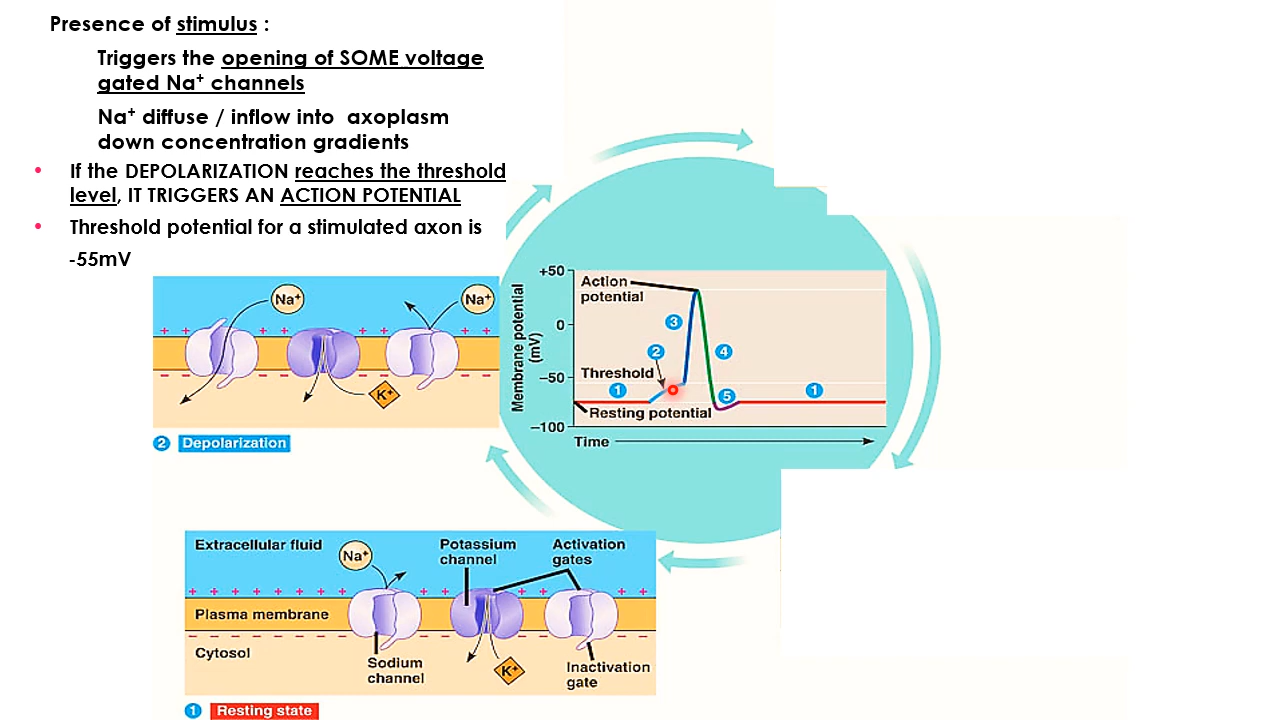 Presence of stimulus :
Triggers the opening of SOME voltage
gated Na⁺ channels
Na⁺ diffuse / inflow into axoplasm
down concentration gradients
• If the DEPOLARIZATION reaches the threshold
level, IT TRIGGERS AN ACTION POTENTIAL
• Threshold potential for a stimulated axon is
-55mV
Na⁺
Na⁺
K⁺
2 Depolarization
Membrane potential
(mV)
+50
0
−50
−100
Action
potential
3
2
4
Threshold
1
5
1
Resting potential
Time
Extracellular fluid
Na⁺
Potassium
channel
Activation
gates
Plasma membrane
Cytosol
Sodium
channel
K⁺
Inactivation
gate
1 Resting state